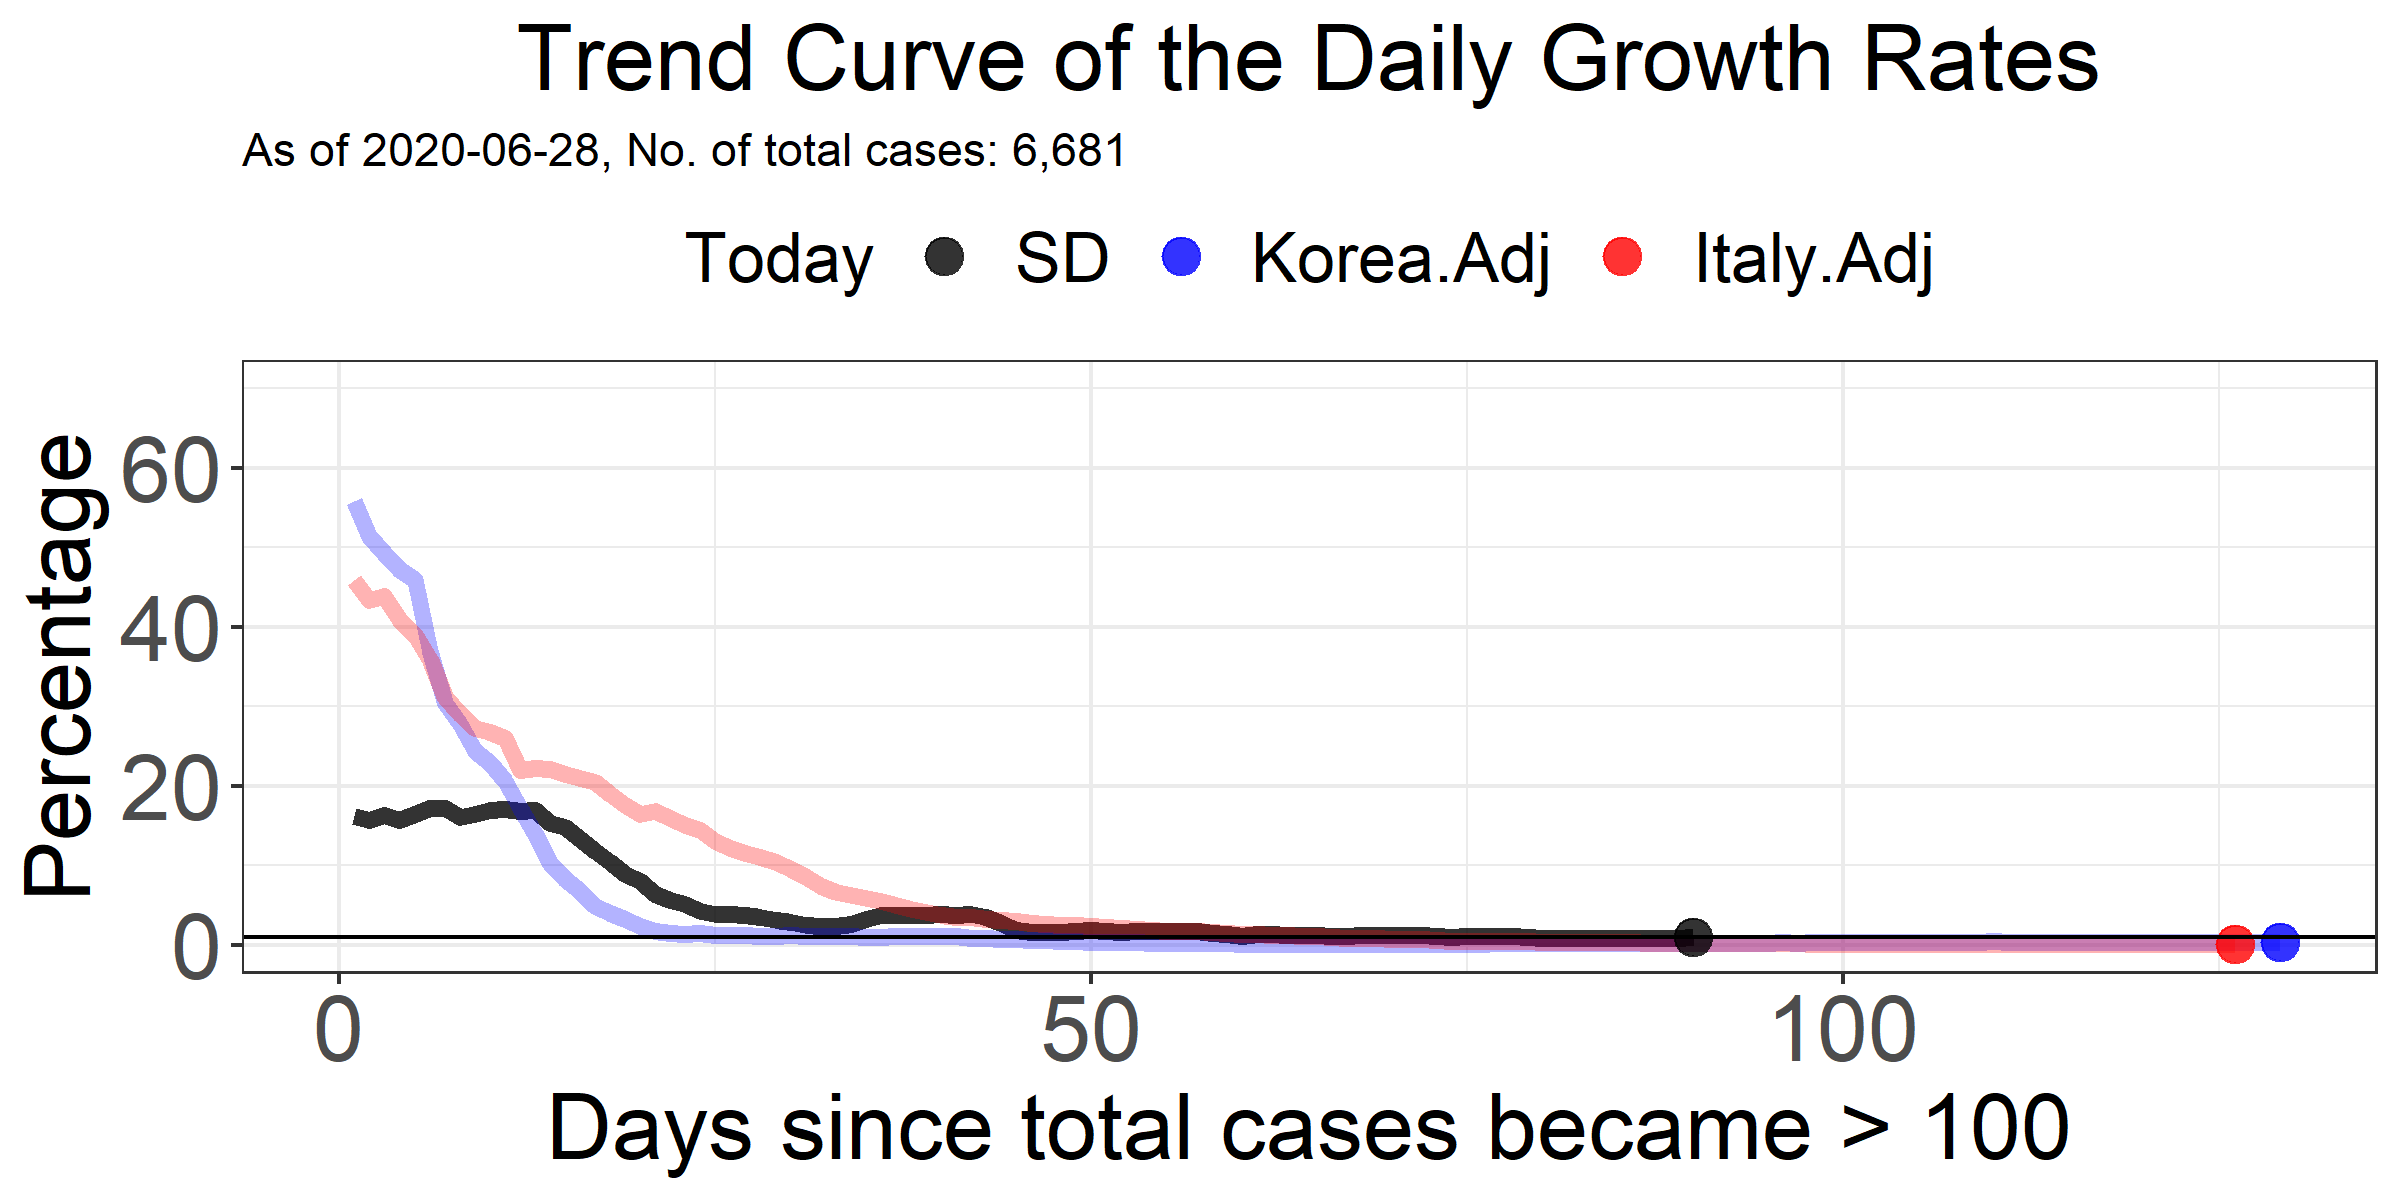 Trend Curve of the Daily Growth Rates
As of 2020-06-28, No. of total cases: 6,681
Today SD Korea.Adj Italy.Adj
Percentage
60
40
20
0
0 50 100
Days since total cases became > 100